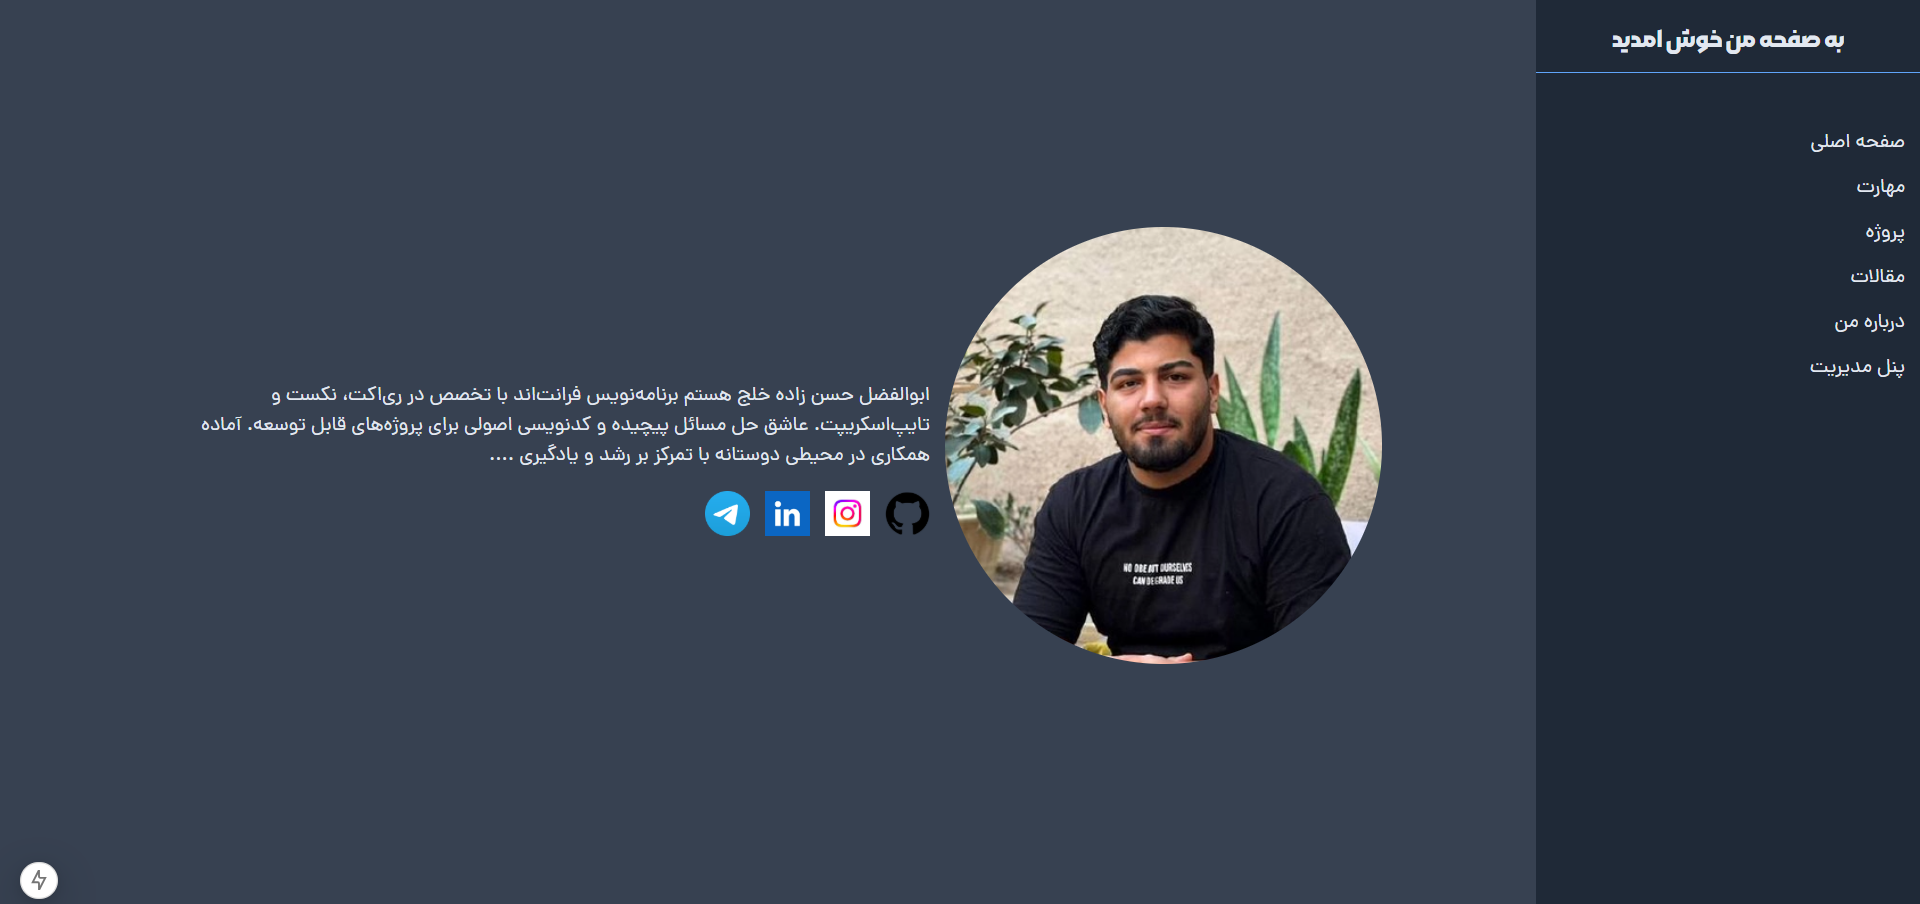 به صفحه من خوش امدید
صفحه اصلی
مهارت
پروژه
مقالات
درباره من
پنل مدیریت
ابوالفضل حسن زاده خلج هستم برنامه‌نویس فرانت‌اند با تخصص در ری‌اکت، نکست و
تایپ‌اسکریپت. عاشق حل مسائل پیچیده و کدنویسی اصولی برای پروژه‌های قابل توسعه. آماده
همکاری در محیطی دوستانه با تمرکز بر رشد و یادگیری ....
in
NO ONE BUT OURSELVES
CAN DEGRADE US